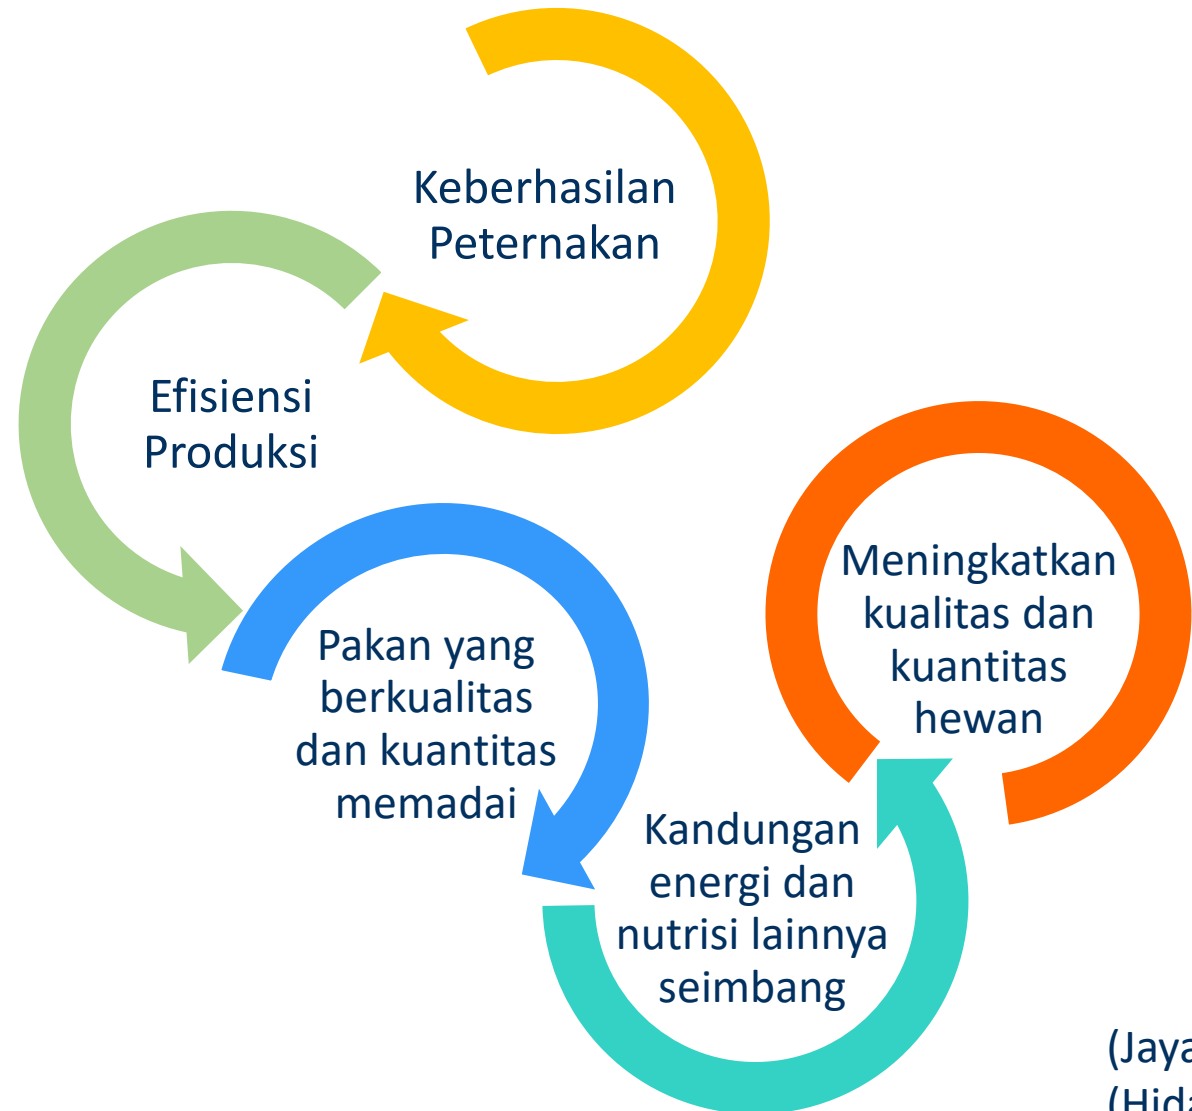 Keberhasilan
Peternakan
Efisiensi
Produksi
Pakan yang
berkualitas
dan kuantitas
memadai
Kandungan
energi dan
nutrisi lainnya
seimbang
Meningkatkan
kualitas dan
kuantitas
hewan